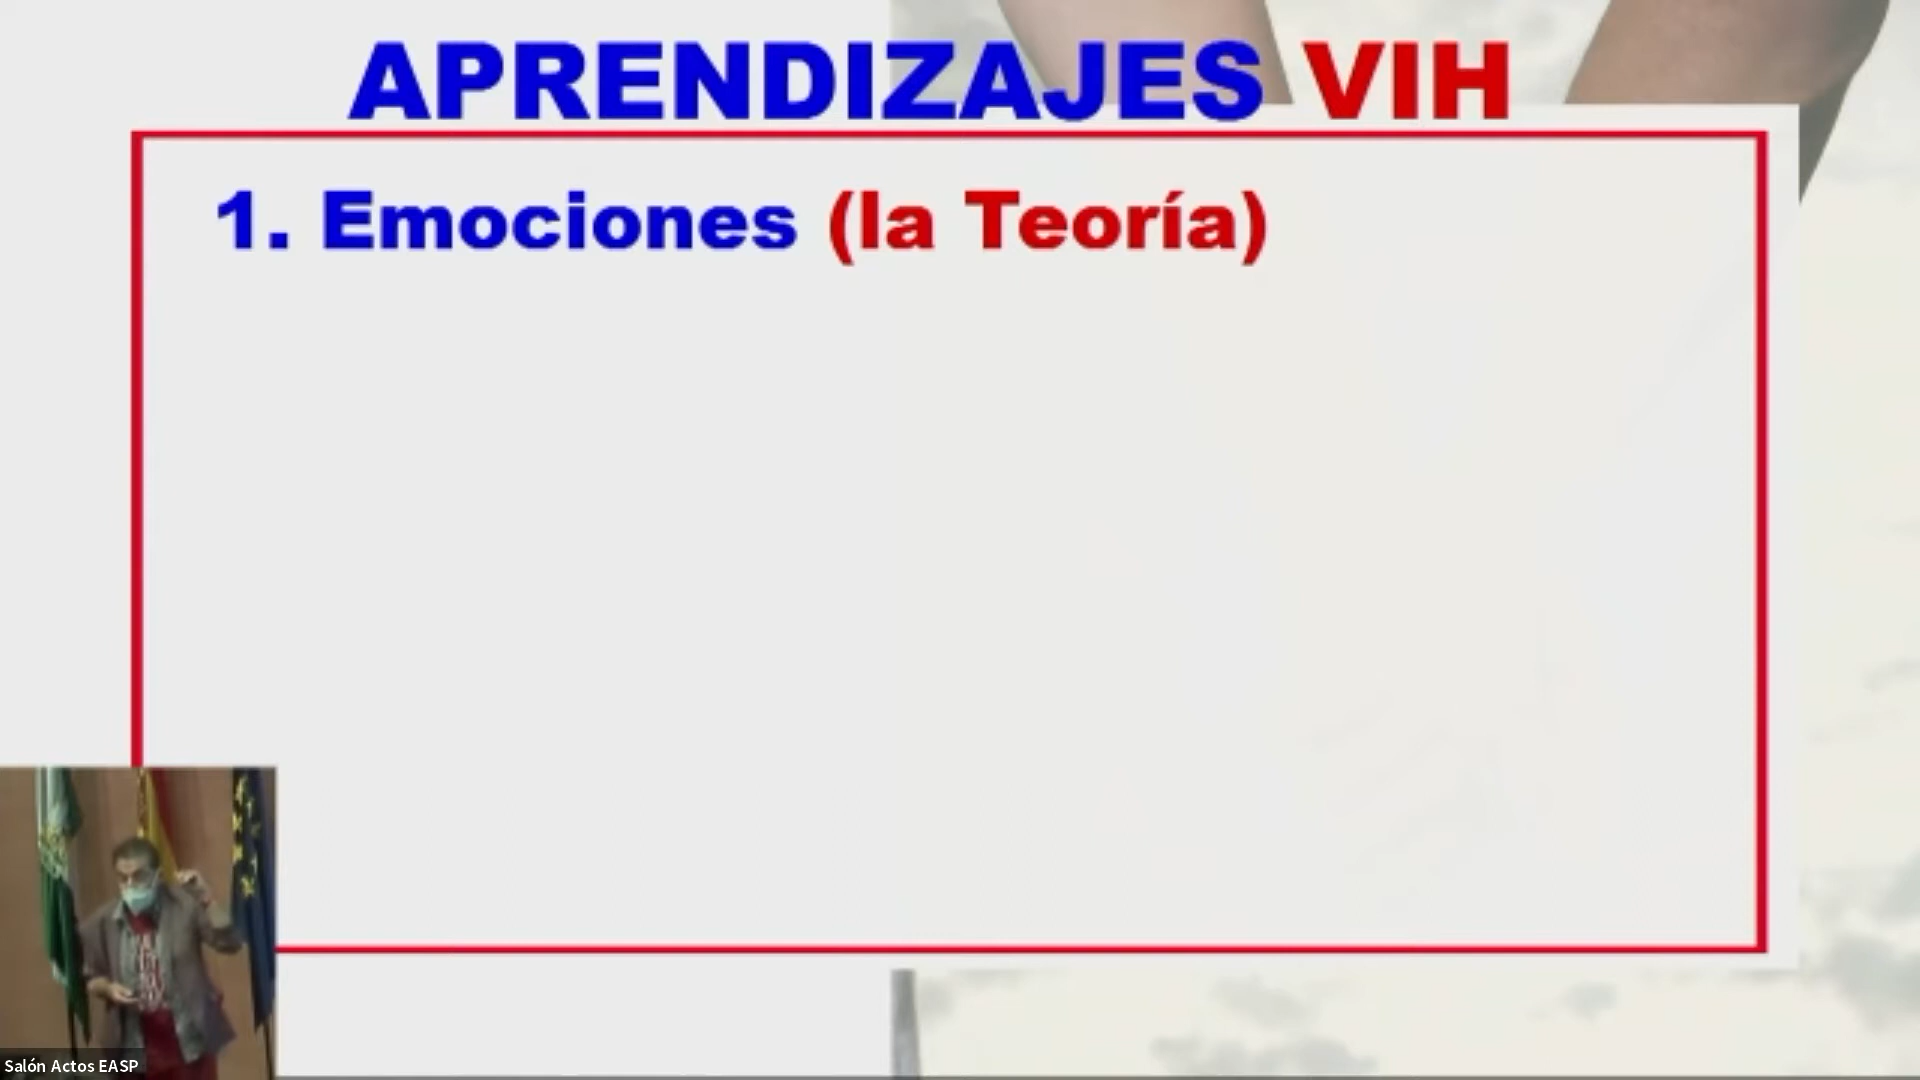 APRENDIZAJES VIH
1. Emociones (la Teoría)
Salón Actos EASP